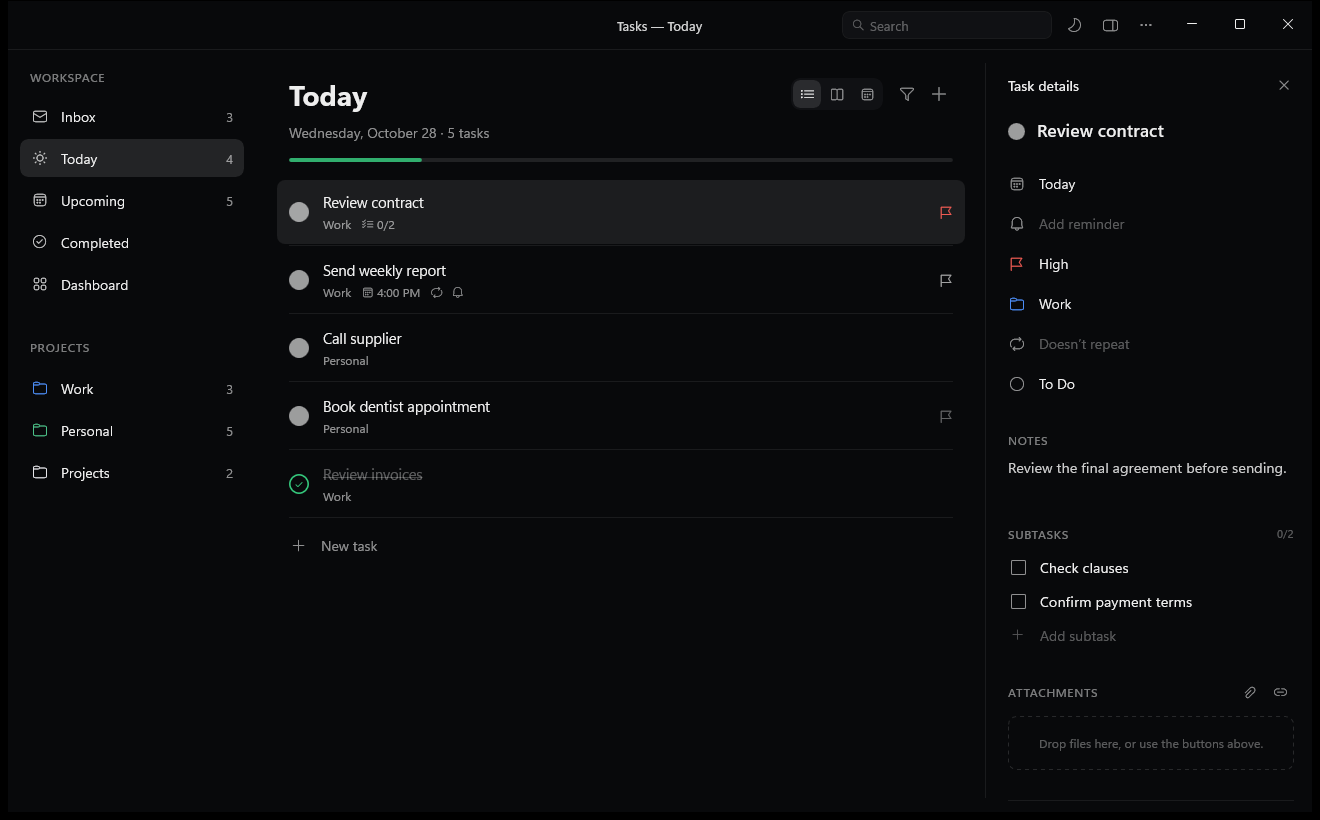 Tasks — Today
Search
WORKSPACE
Inbox 3
Today 4
Upcoming 5
Completed
Dashboard
PROJECTS
Work 3
Personal 5
Projects 2
Today
Wednesday, October 28 · 5 tasks
Review contract
Work 0/2
Send weekly report
Work 4:00 PM
Call supplier
Personal
Book dentist appointment
Personal
Review invoices
Work
New task
Task details
Review contract
Today
Add reminder
High
Work
Doesn't repeat
To Do
NOTES
Review the final agreement before sending.
SUBTASKS 0/2
Check clauses
Confirm payment terms
Add subtask
ATTACHMENTS
Drop files here, or use the buttons above.